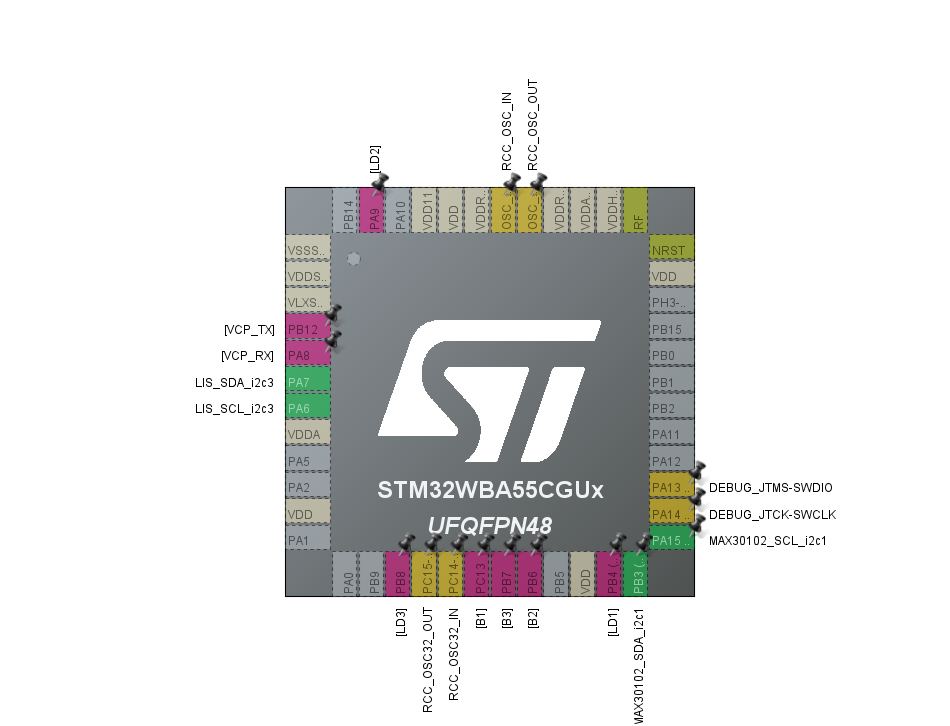 RCC_OSC_IN
RCC_OSC_OUT
[LD2]
PB14
PA9
PA10
VDD11
VDD
VDDR..
OSC_..
OSC_..
VDDR..
VDDA..
VDDH..
RF
VSSS..
VDDS..
VLXS..
[VCP_TX] PB12
[VCP_RX] PA8
LIS_SDA_i2c3 PA7
LIS_SCL_i2c3 PA6
VDDA
PA5
PA2
VDD
PA1
NRST
VDD
PH3-..
PB15
PB0
PB1
PB2
PA11
PA12
PA13 .. DEBUG_JTMS-SWDIO
PA14 .. DEBUG_JTCK-SWCLK
PA15 .. MAX30102_SCL_i2c1
ST
STM32WBA55CGUx
UFQFPN48
PA0
PB9
PB8
PC15-..
PC14-..
PC13
PB7
PB6
PB5
VDD
PB4 (..
PB3 (..
[LD3]
RCC_OSC32_OUT
RCC_OSC32_IN
[B1]
[B3]
[B2]
[LD1]
MAX30102_SDA_i2c1